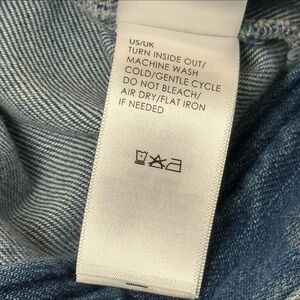 US/UK
TURN INSIDE OUT/
MACHINE WASH
COLD/GENTLE CYCLE
DO NOT BLEACH/
AIR DRY/FLAT IRON
IF NEEDED